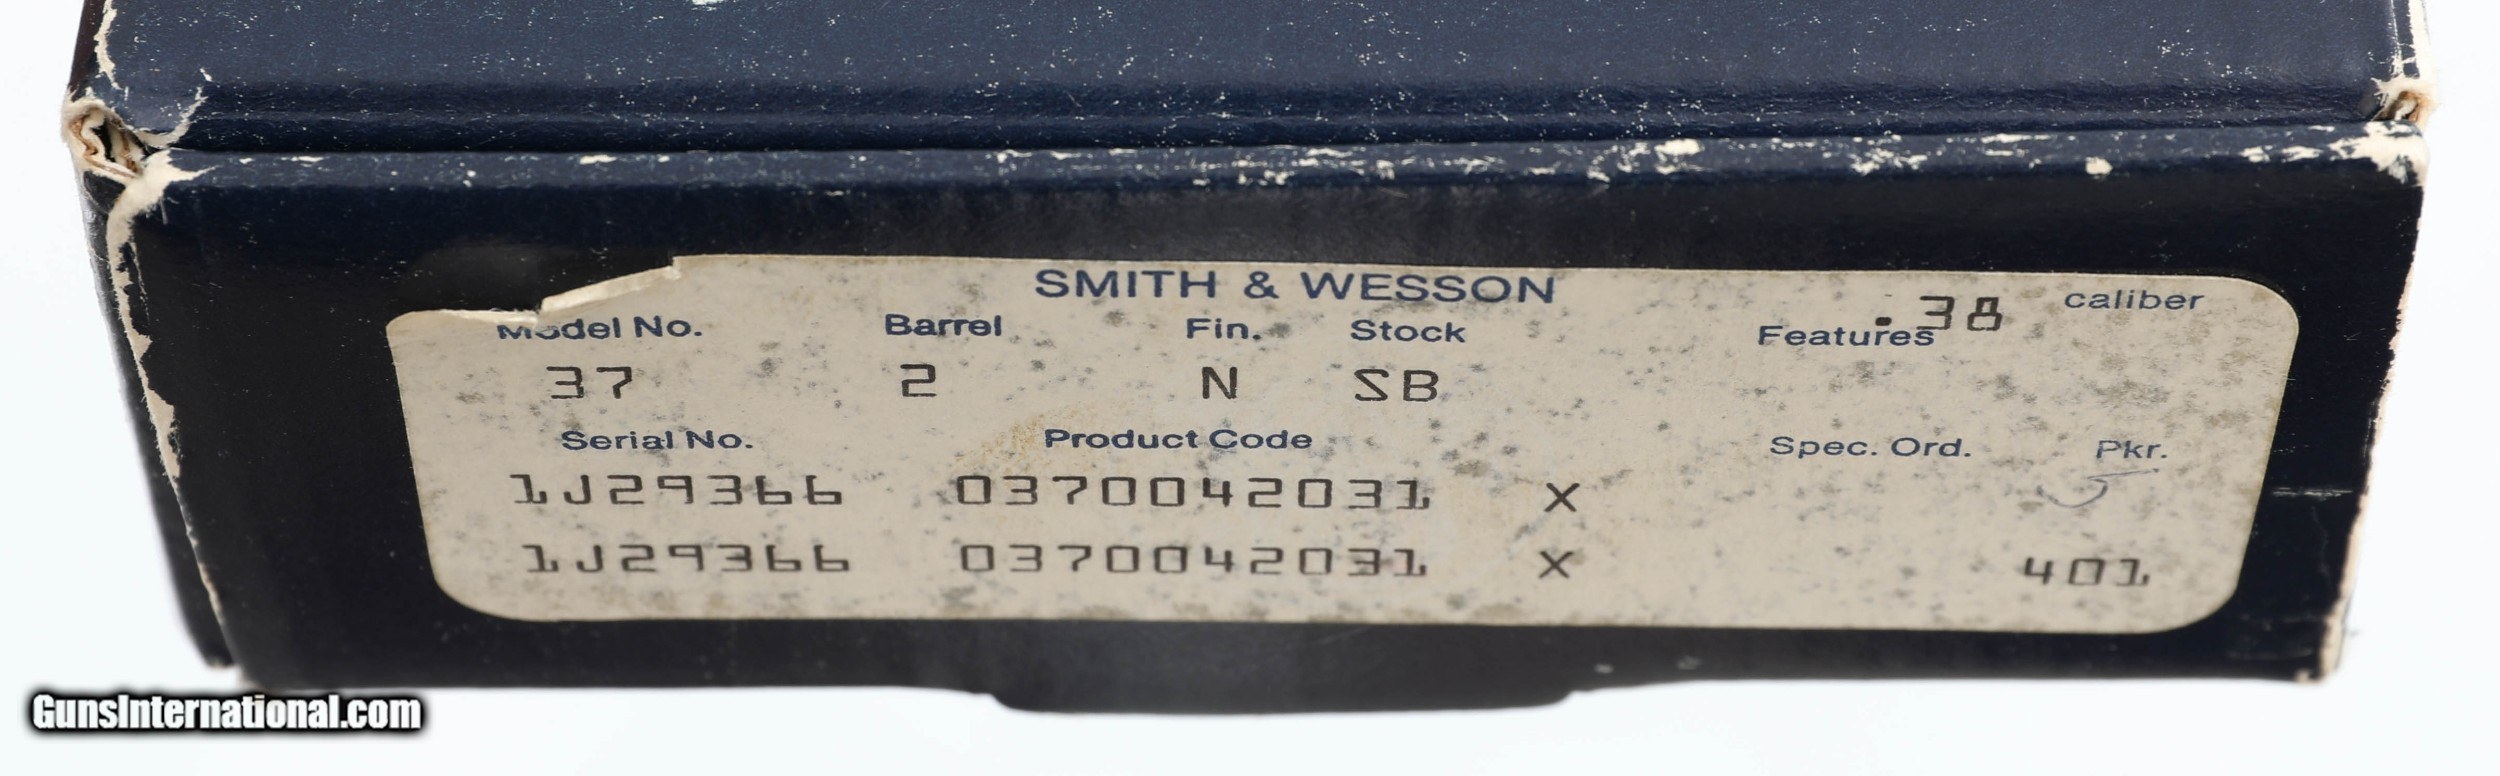 SMITH & WESSON
.38 caliber
Model No. Barrel Fin. Stock Features
37 2 N SB
Serial No. Product Code Spec. Ord. Pkr.
1J29366 0370042031 X
1J29366 0370042031 X 401
GunsInternational.com